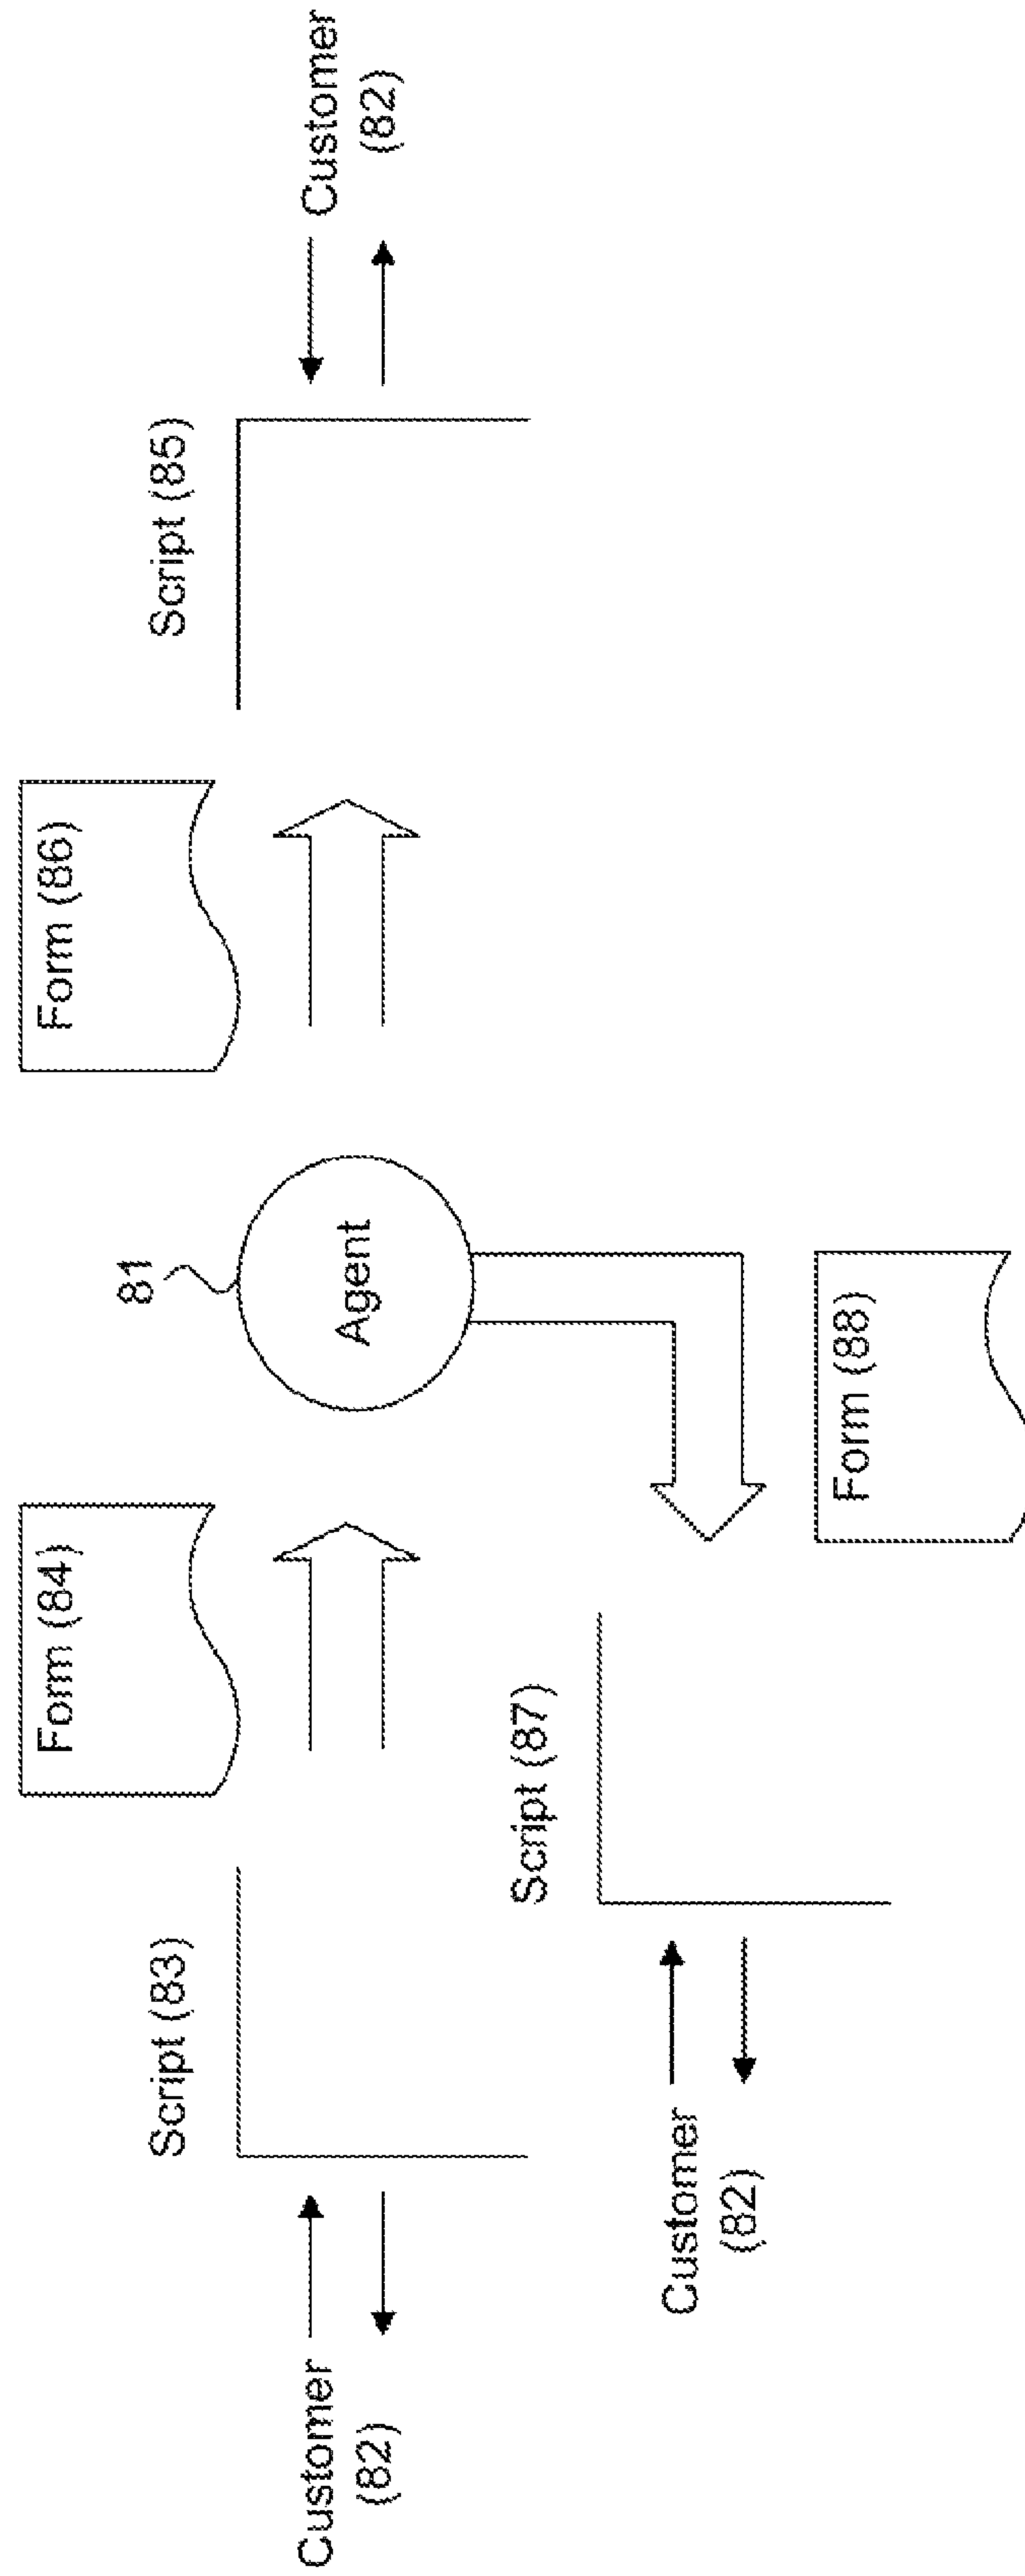 Form (84)
Form (86)
81
Script (83)
Script (85)
Customer
(82)
Agent
Customer
(82)
Script (87)
Customer
(82)
Form (88)